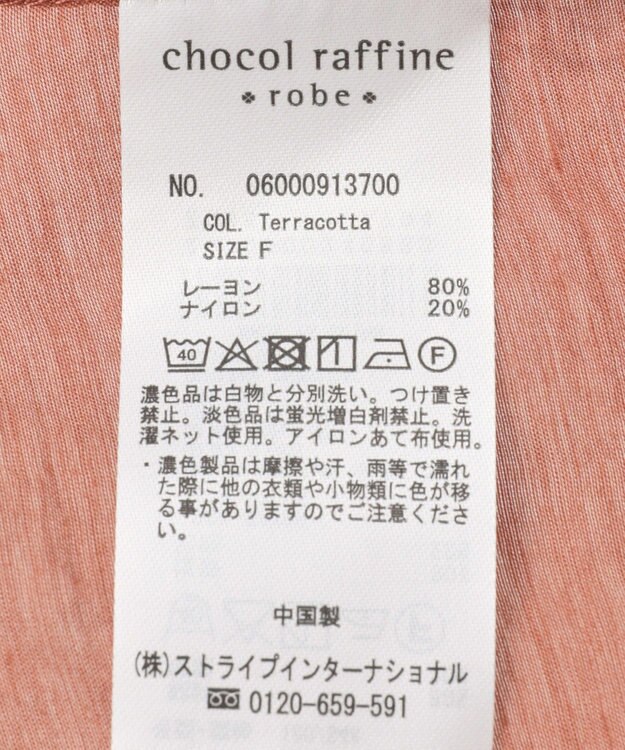 chocol raffine
robe
NO. 06000913700
COL. Terracotta
SIZE F
レーヨン 80%
ナイロン 20%
40 F
濃色品は白物と分別洗い。つけ置き
禁止。淡色品は蛍光増白剤禁止。洗
濯ネット使用。アイロンあて布使用。
・濃色製品は摩擦や汗、雨等で濡れ
た際に他の衣類や小物類に色が移
る事がありますのでご注意くださ
い。
中国製
(株)ストライプインターナショナル
0120-659-591